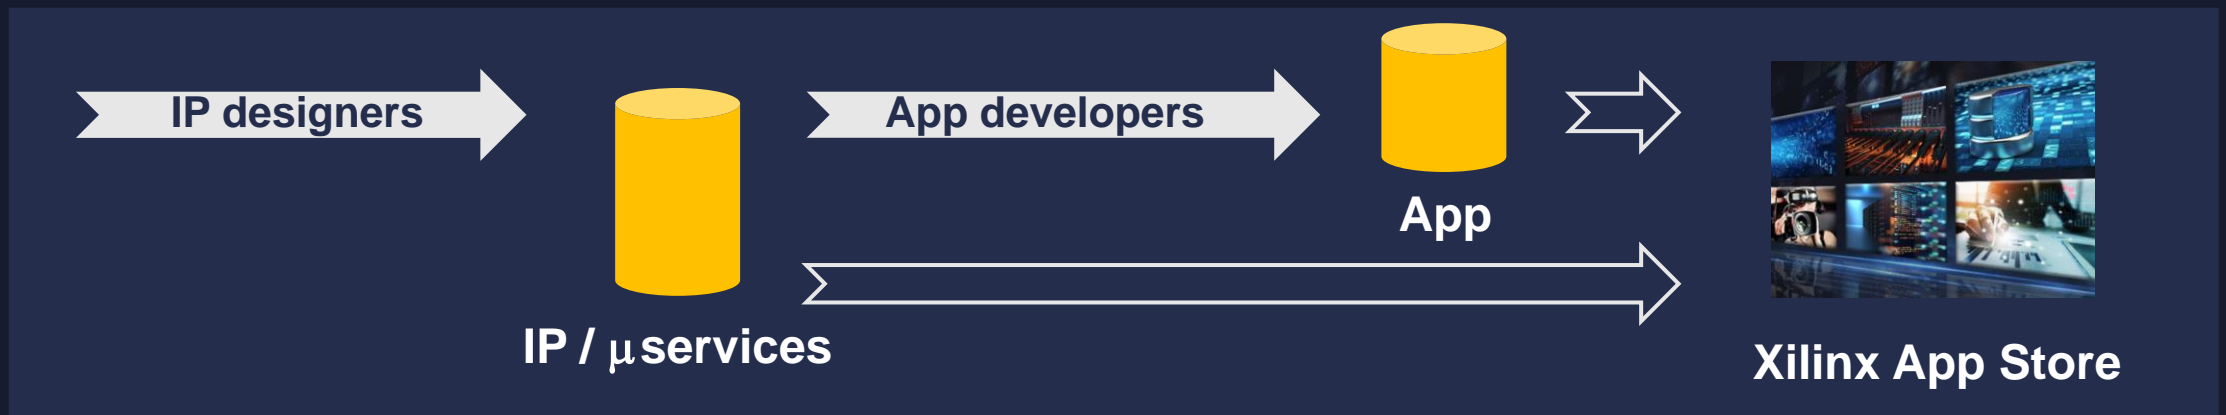 IP designers
App developers
App
IP / μservices
Xilinx App Store